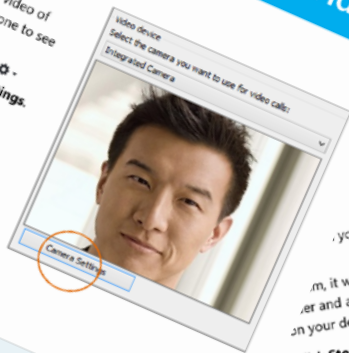 video of
one to see
ings.
Video device
Select the camera you want to use for video calls:
Integrated Camera
Camera Settings
, yo
m, it w
er and a
on your de